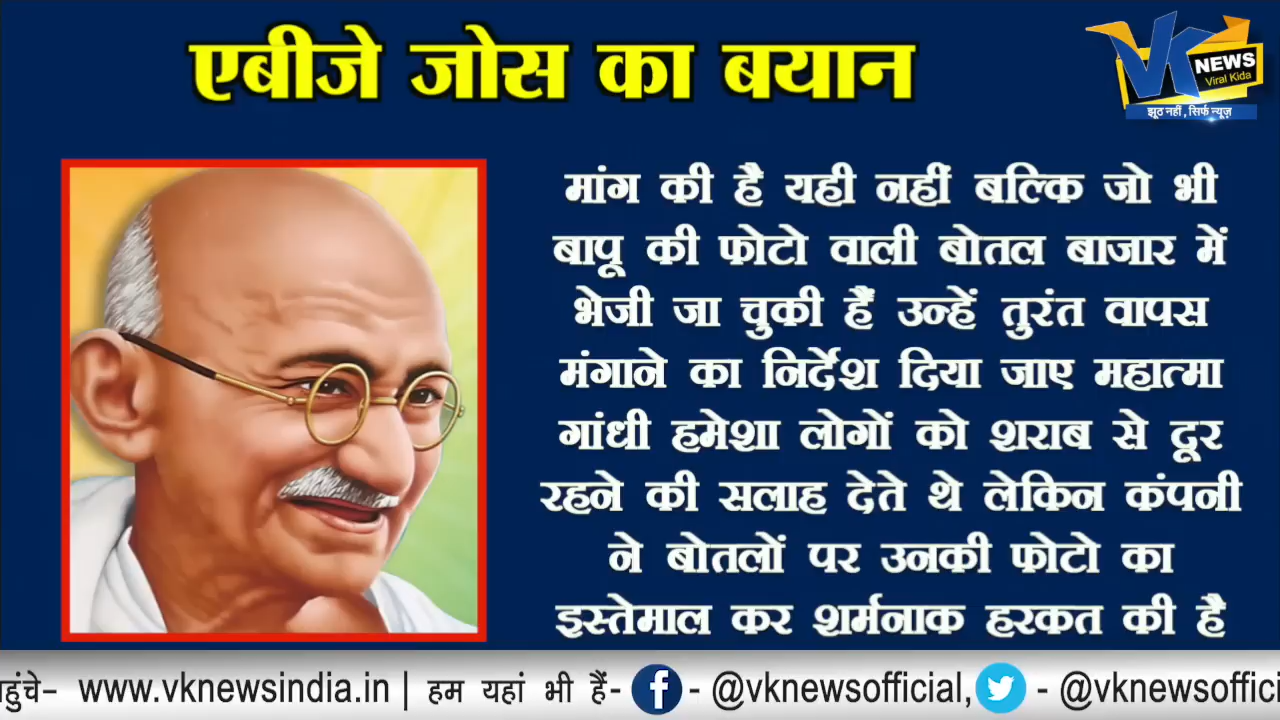 एबीजे जोस का बयान
VK NEWS
Viral Kida
झूठ नहीं, सिर्फ न्यूज़
मांग की है यही नहीं बल्कि जो भी
बापू की फोटो वाली बोतल बाजार में
भेजी जा चुकी हैं उन्हें तुरंत वापस
मंगाने का निर्देश दिया जाए महात्मा
गांधी हमेशा लोगों को शराब से दूर
रहने की सलाह देते थे लेकिन कंपनी
ने बोतलों पर उनकी फोटो का
इस्तेमाल कर शर्मनाक हरकत की है
हुंचे– www.vknewsindia.in | हम यहां भी हैं- f - @vknewsofficial, - @vknewsoffici